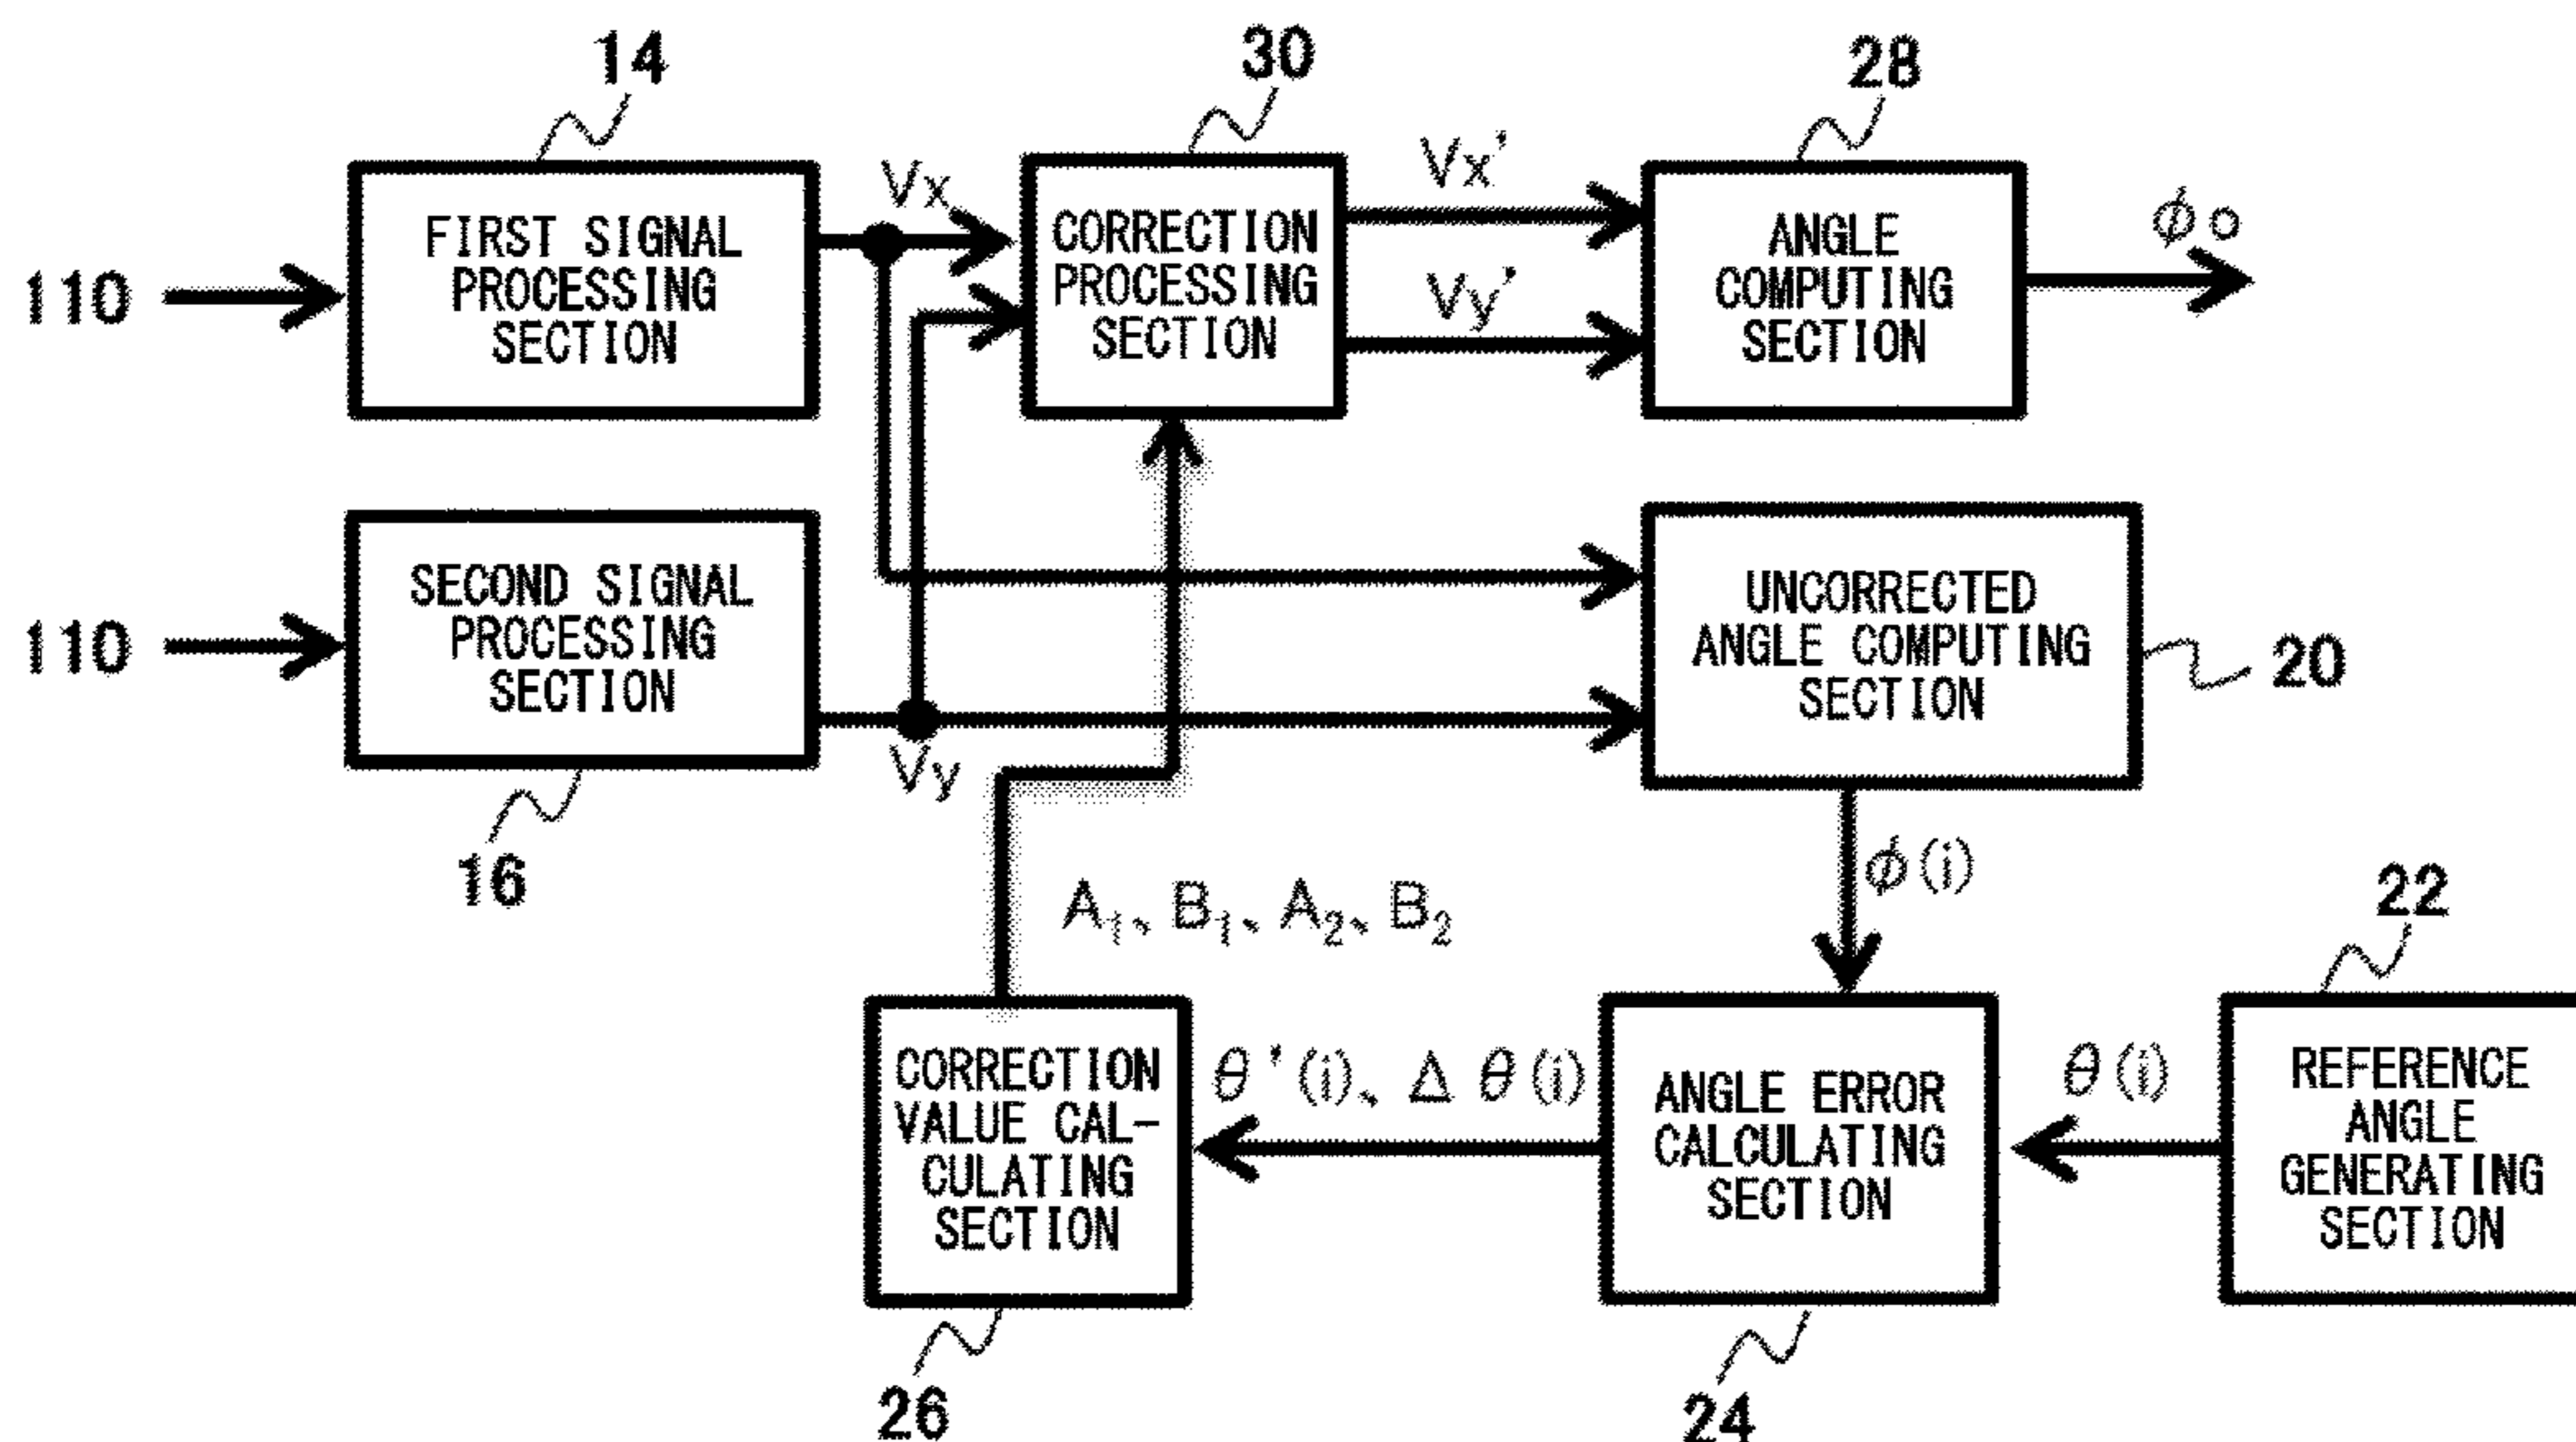 14
30
28
Vx
Vx'
Vy'
φo
110
FIRST SIGNAL
PROCESSING
SECTION
CORRECTION
PROCESSING
SECTION
ANGLE
COMPUTING
SECTION
110
SECOND SIGNAL
PROCESSING
SECTION
UNCORRECTED
ANGLE COMPUTING
SECTION
20
Vy
16
φ(i)
22
A₁、B₁、A₂、B₂
CORRECTION
VALUE CAL-
CULATING
SECTION
θ'(i)、Δθ(i)
ANGLE ERROR
CALCULATING
SECTION
θ(i)
REFERENCE
ANGLE
GENERATING
SECTION
26
24